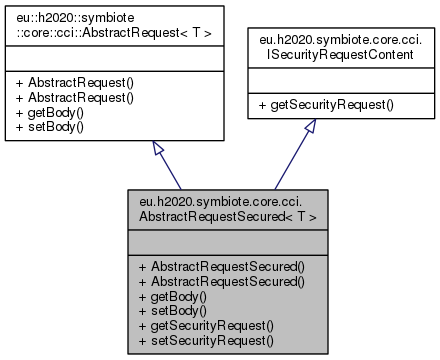 eu::h2020::symbiote
::core::cci::AbstractRequest< T >
+ AbstractRequest()
+ AbstractRequest()
+ getBody()
+ setBody()
eu.h2020.symbiote.core.cci.
ISecurityRequestContent
+ getSecurityRequest()
eu.h2020.symbiote.core.cci.
AbstractRequestSecured< T >
+ AbstractRequestSecured()
+ AbstractRequestSecured()
+ getBody()
+ setBody()
+ getSecurityRequest()
+ setSecurityRequest()